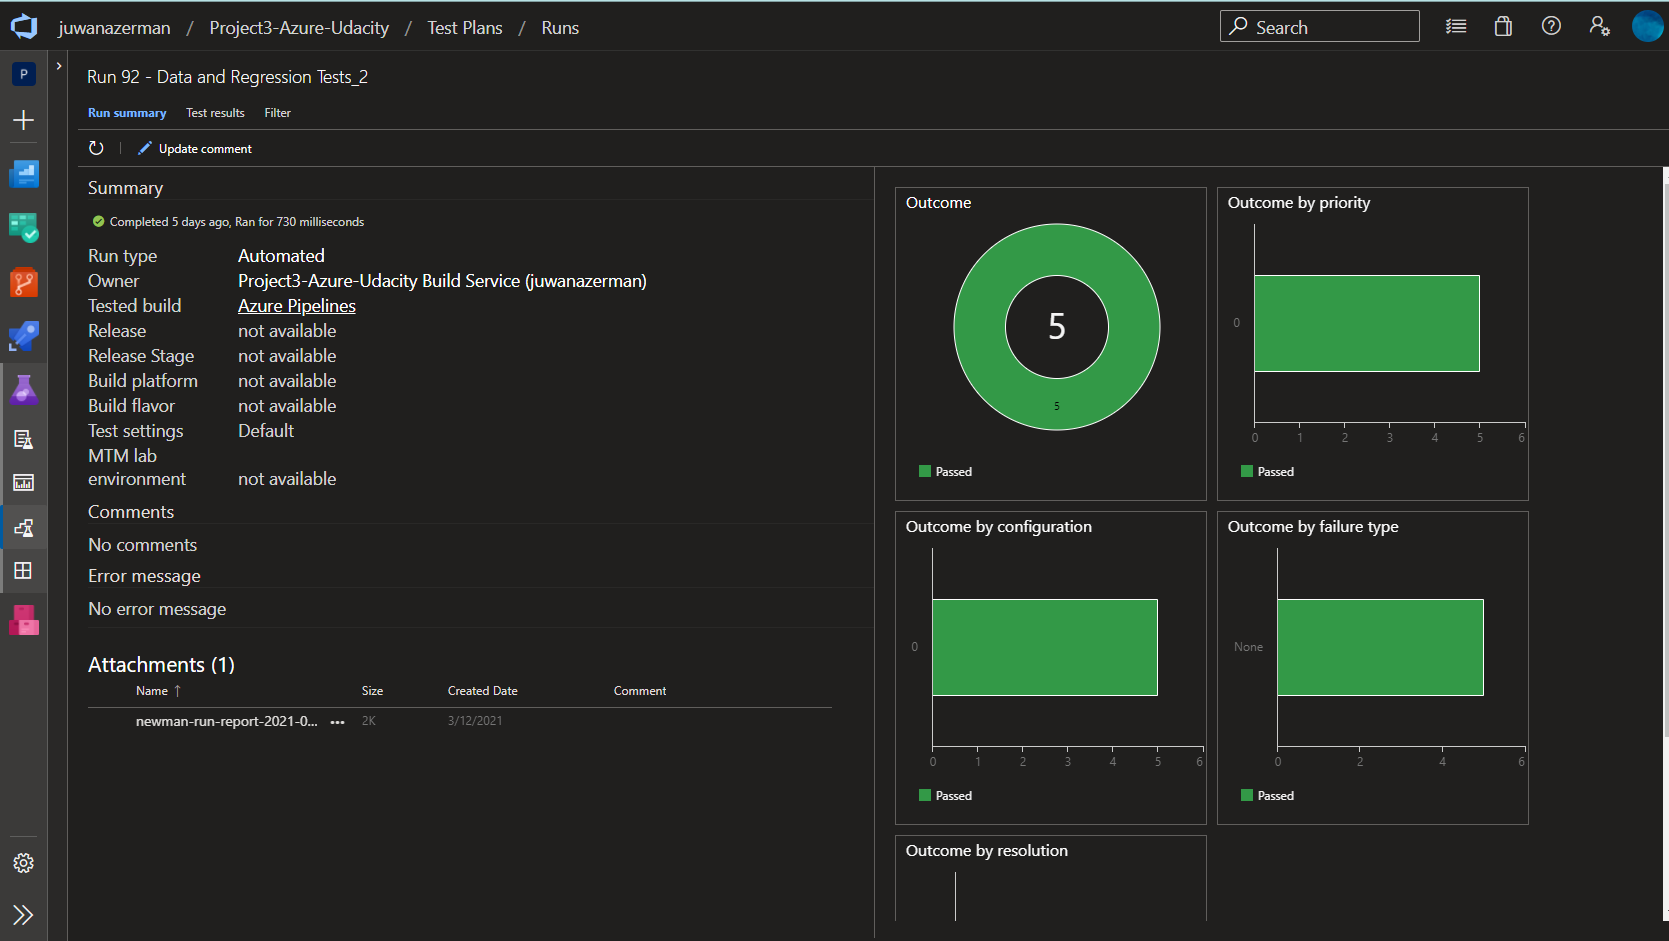 juwanazerman / Project3-Azure-Udacity / Test Plans / Runs
Search
P
Run 92 - Data and Regression Tests_2
Run summary Test results Filter
Update comment
Summary
Completed 5 days ago, Ran for 730 milliseconds
Run type Automated
Owner Project3-Azure-Udacity Build Service (juwanazerman)
Tested build Azure Pipelines
Release not available
Release Stage not available
Build platform not available
Build flavor not available
Test settings Default
MTM lab
environment not available
Comments
No comments
Error message
No error message
Attachments (1)
Name ↑ Size Created Date Comment
newman-run-report-2021-0... ••• 2K 3/12/2021
Outcome
5
5
Passed
Outcome by priority
0
0 1 2 3 4 5 6
Passed
Outcome by configuration
0
0 1 2 3 4 5 6
Passed
Outcome by failure type
None
0 2 4 6
Passed
Outcome by resolution